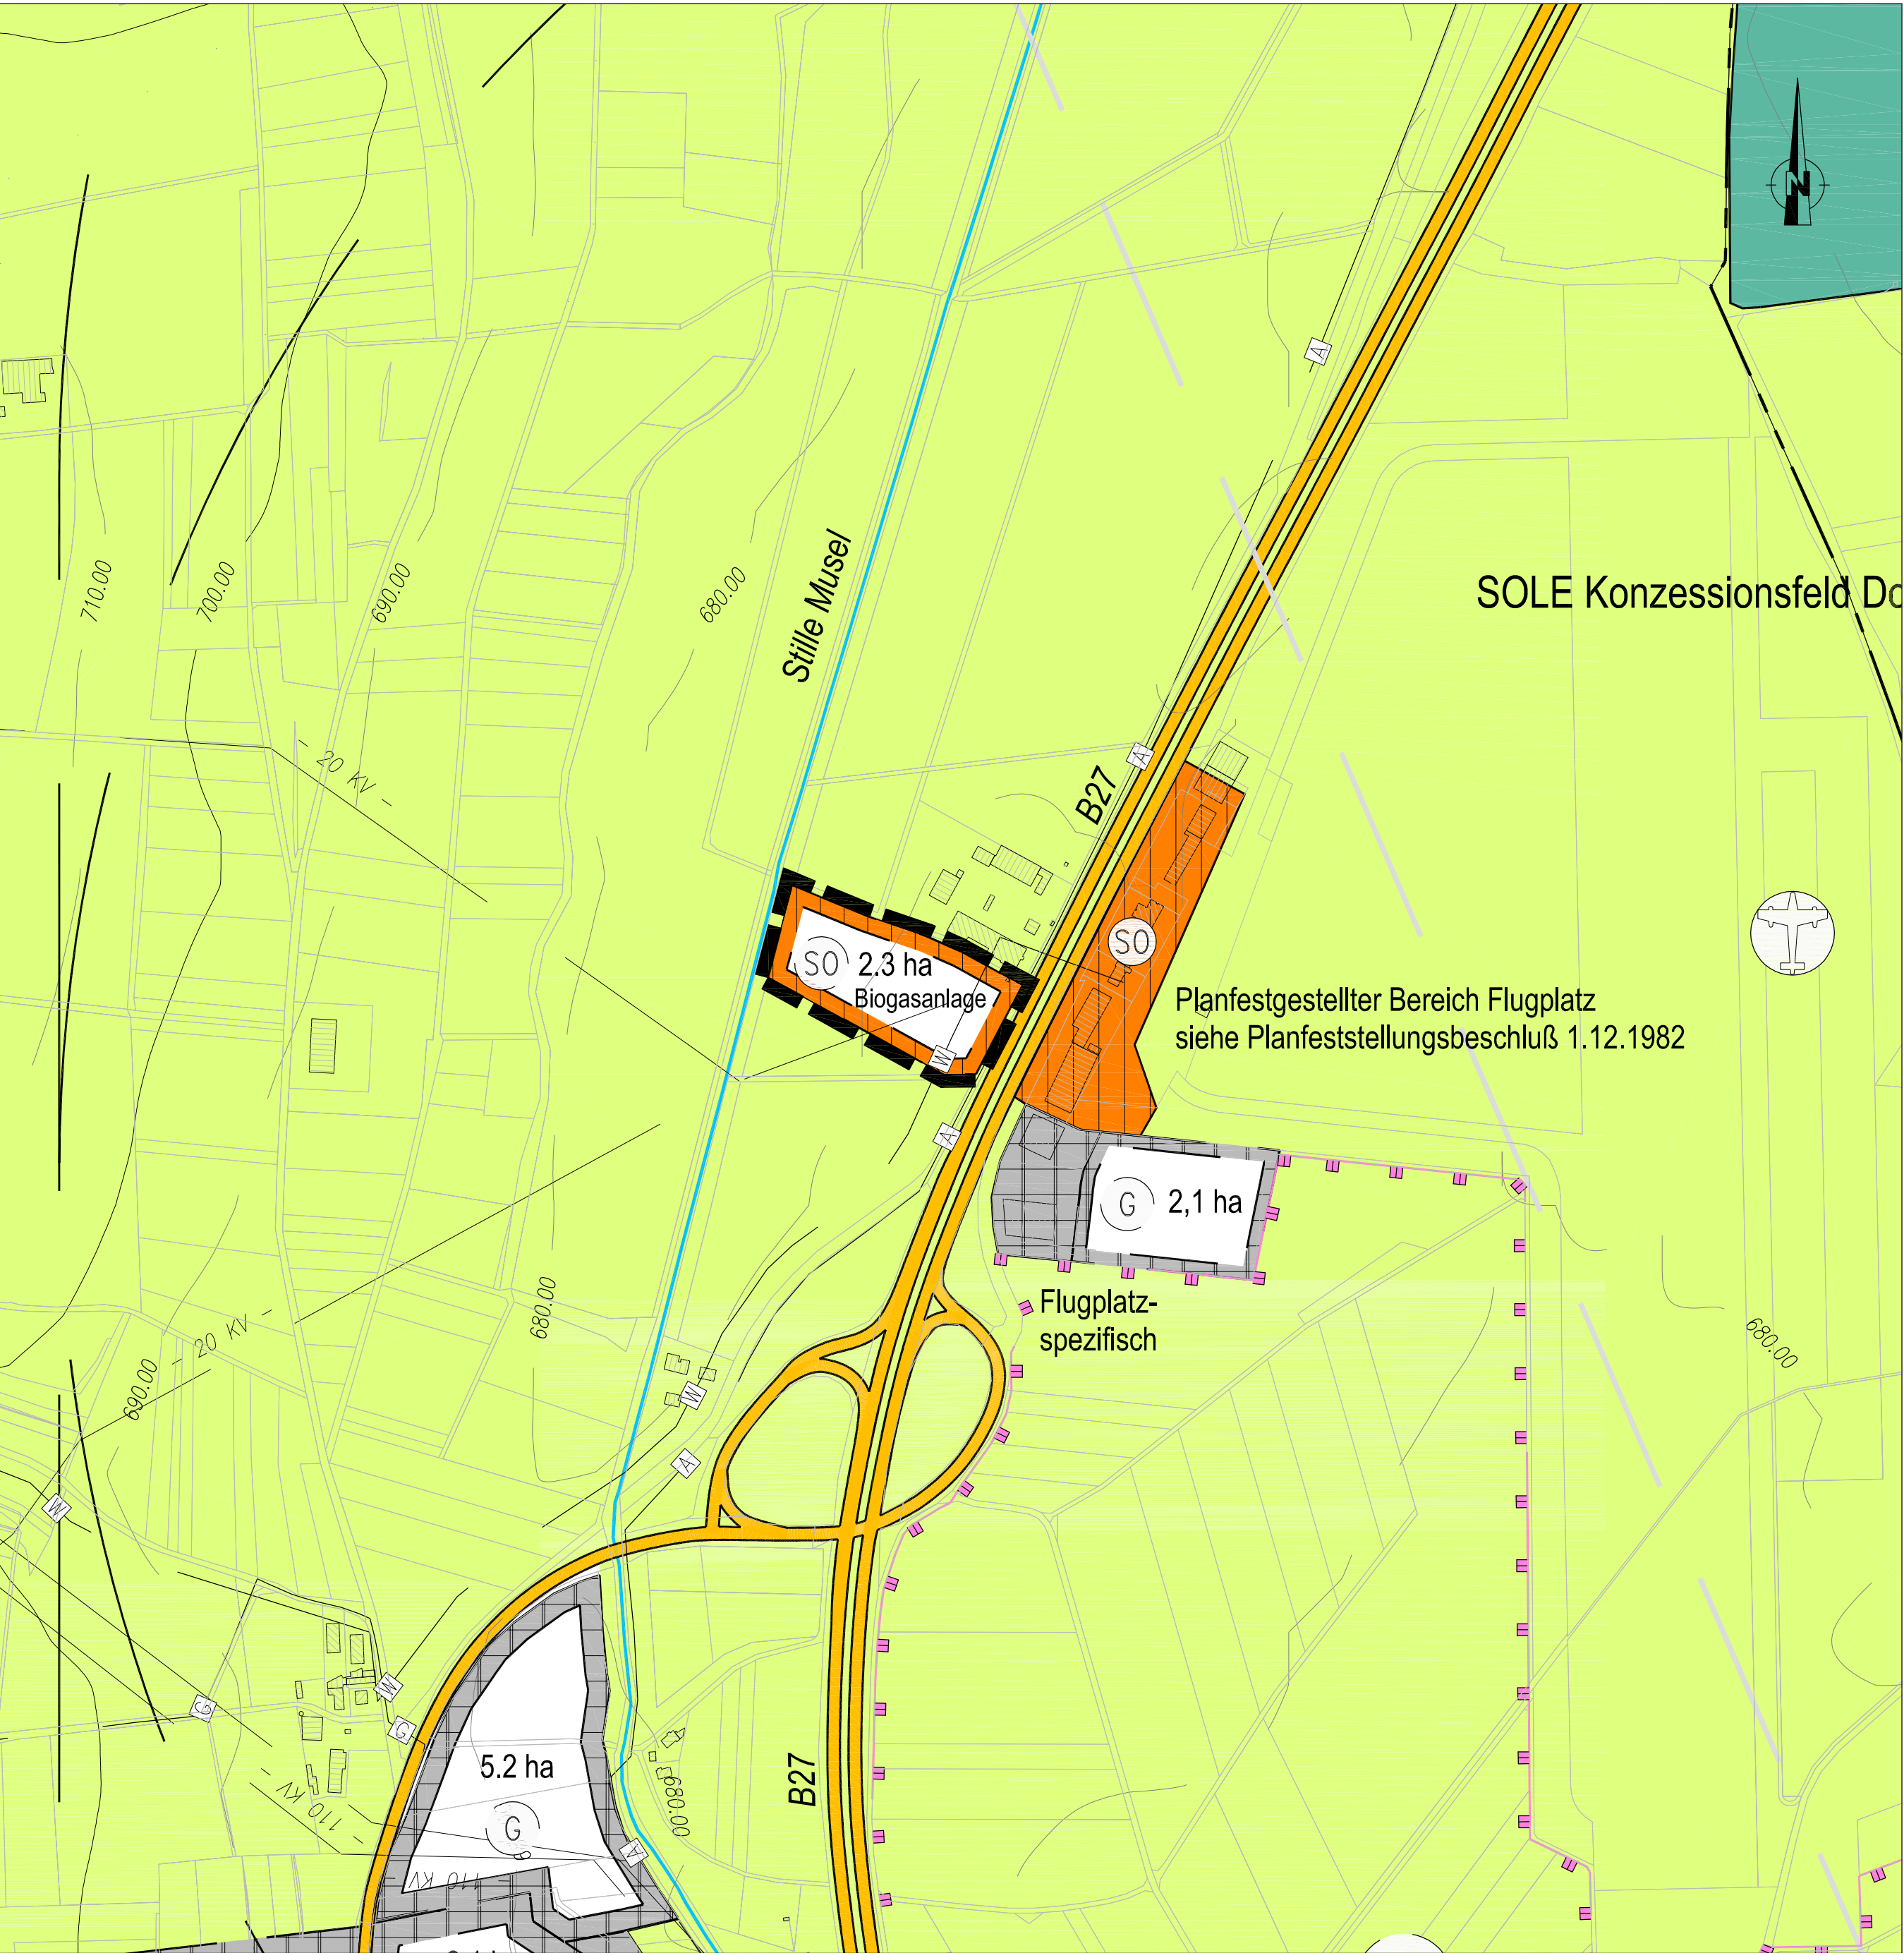 N
A
710.00
700.00
690.00
680.00
Stille Musel
SOLE Konzessionsfeld Do
- 20 KV -
A
B27
SO
SO 2.3 ha
Biogasanlage
W
Planfestgestellter Bereich Flugplatz
siehe Planfeststellungsbeschluß 1.12.1982
A
G 2,1 ha
Flugplatz-
spezifisch
680.00
- 20 KV -
690.00
680.00
W
A
W
W
G
G
5.2 ha
G
B27
680.00
- 110 KV -
A
- 110 KV -